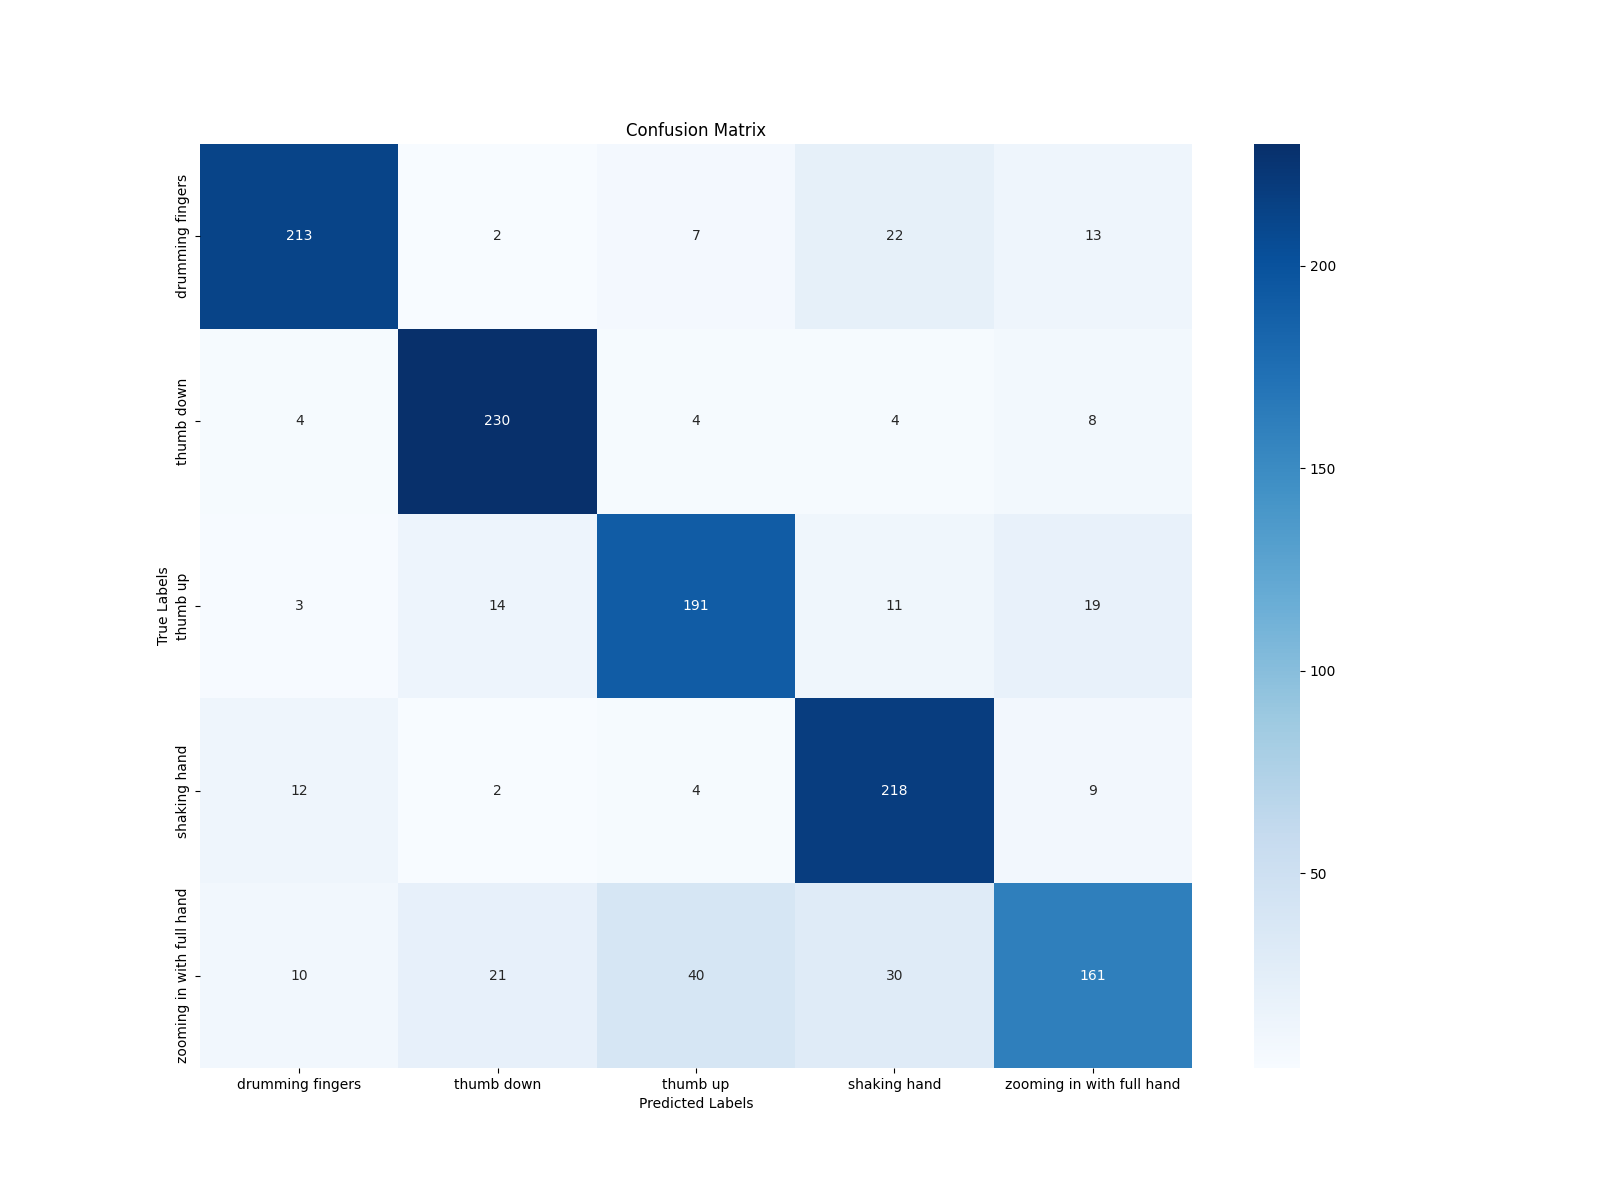 Confusion Matrix
drumming fingers
213 2 7 22 13
thumb down
4 230 4 4 8
True Labels
thumb up
3 14 191 11 19
shaking hand
12 2 4 218 9
zooming in with full hand
10 21 40 30 161
drumming fingers thumb down thumb up shaking hand zooming in with full hand
Predicted Labels
200
150
100
50